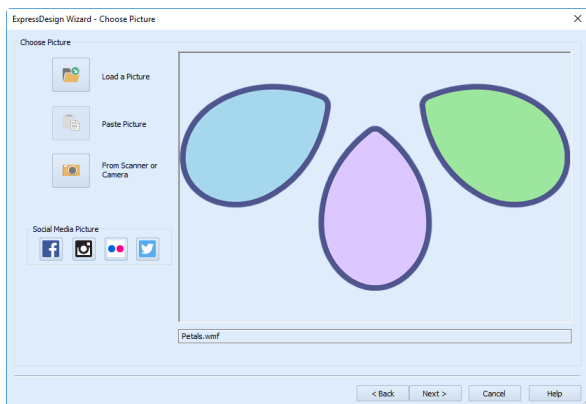 ExpressDesign Wizard - Choose Picture
Choose Picture
Load a Picture
Paste Picture
From Scanner or
Camera
Social Media Picture
Petals.wmf
< Back
Next >
Cancel
Help